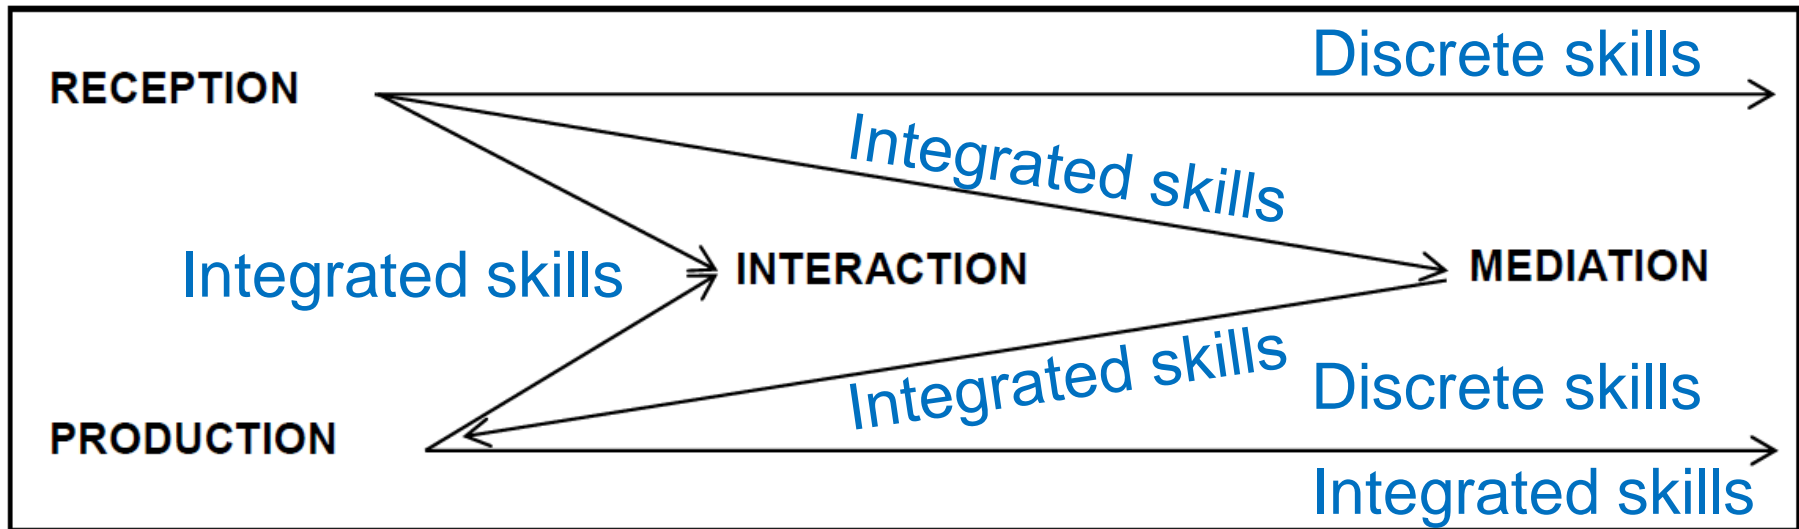 Discrete skills
RECEPTION
Integrated skills
Integrated skills
INTERACTION
MEDIATION
Integrated skills
Discrete skills
PRODUCTION
Integrated skills